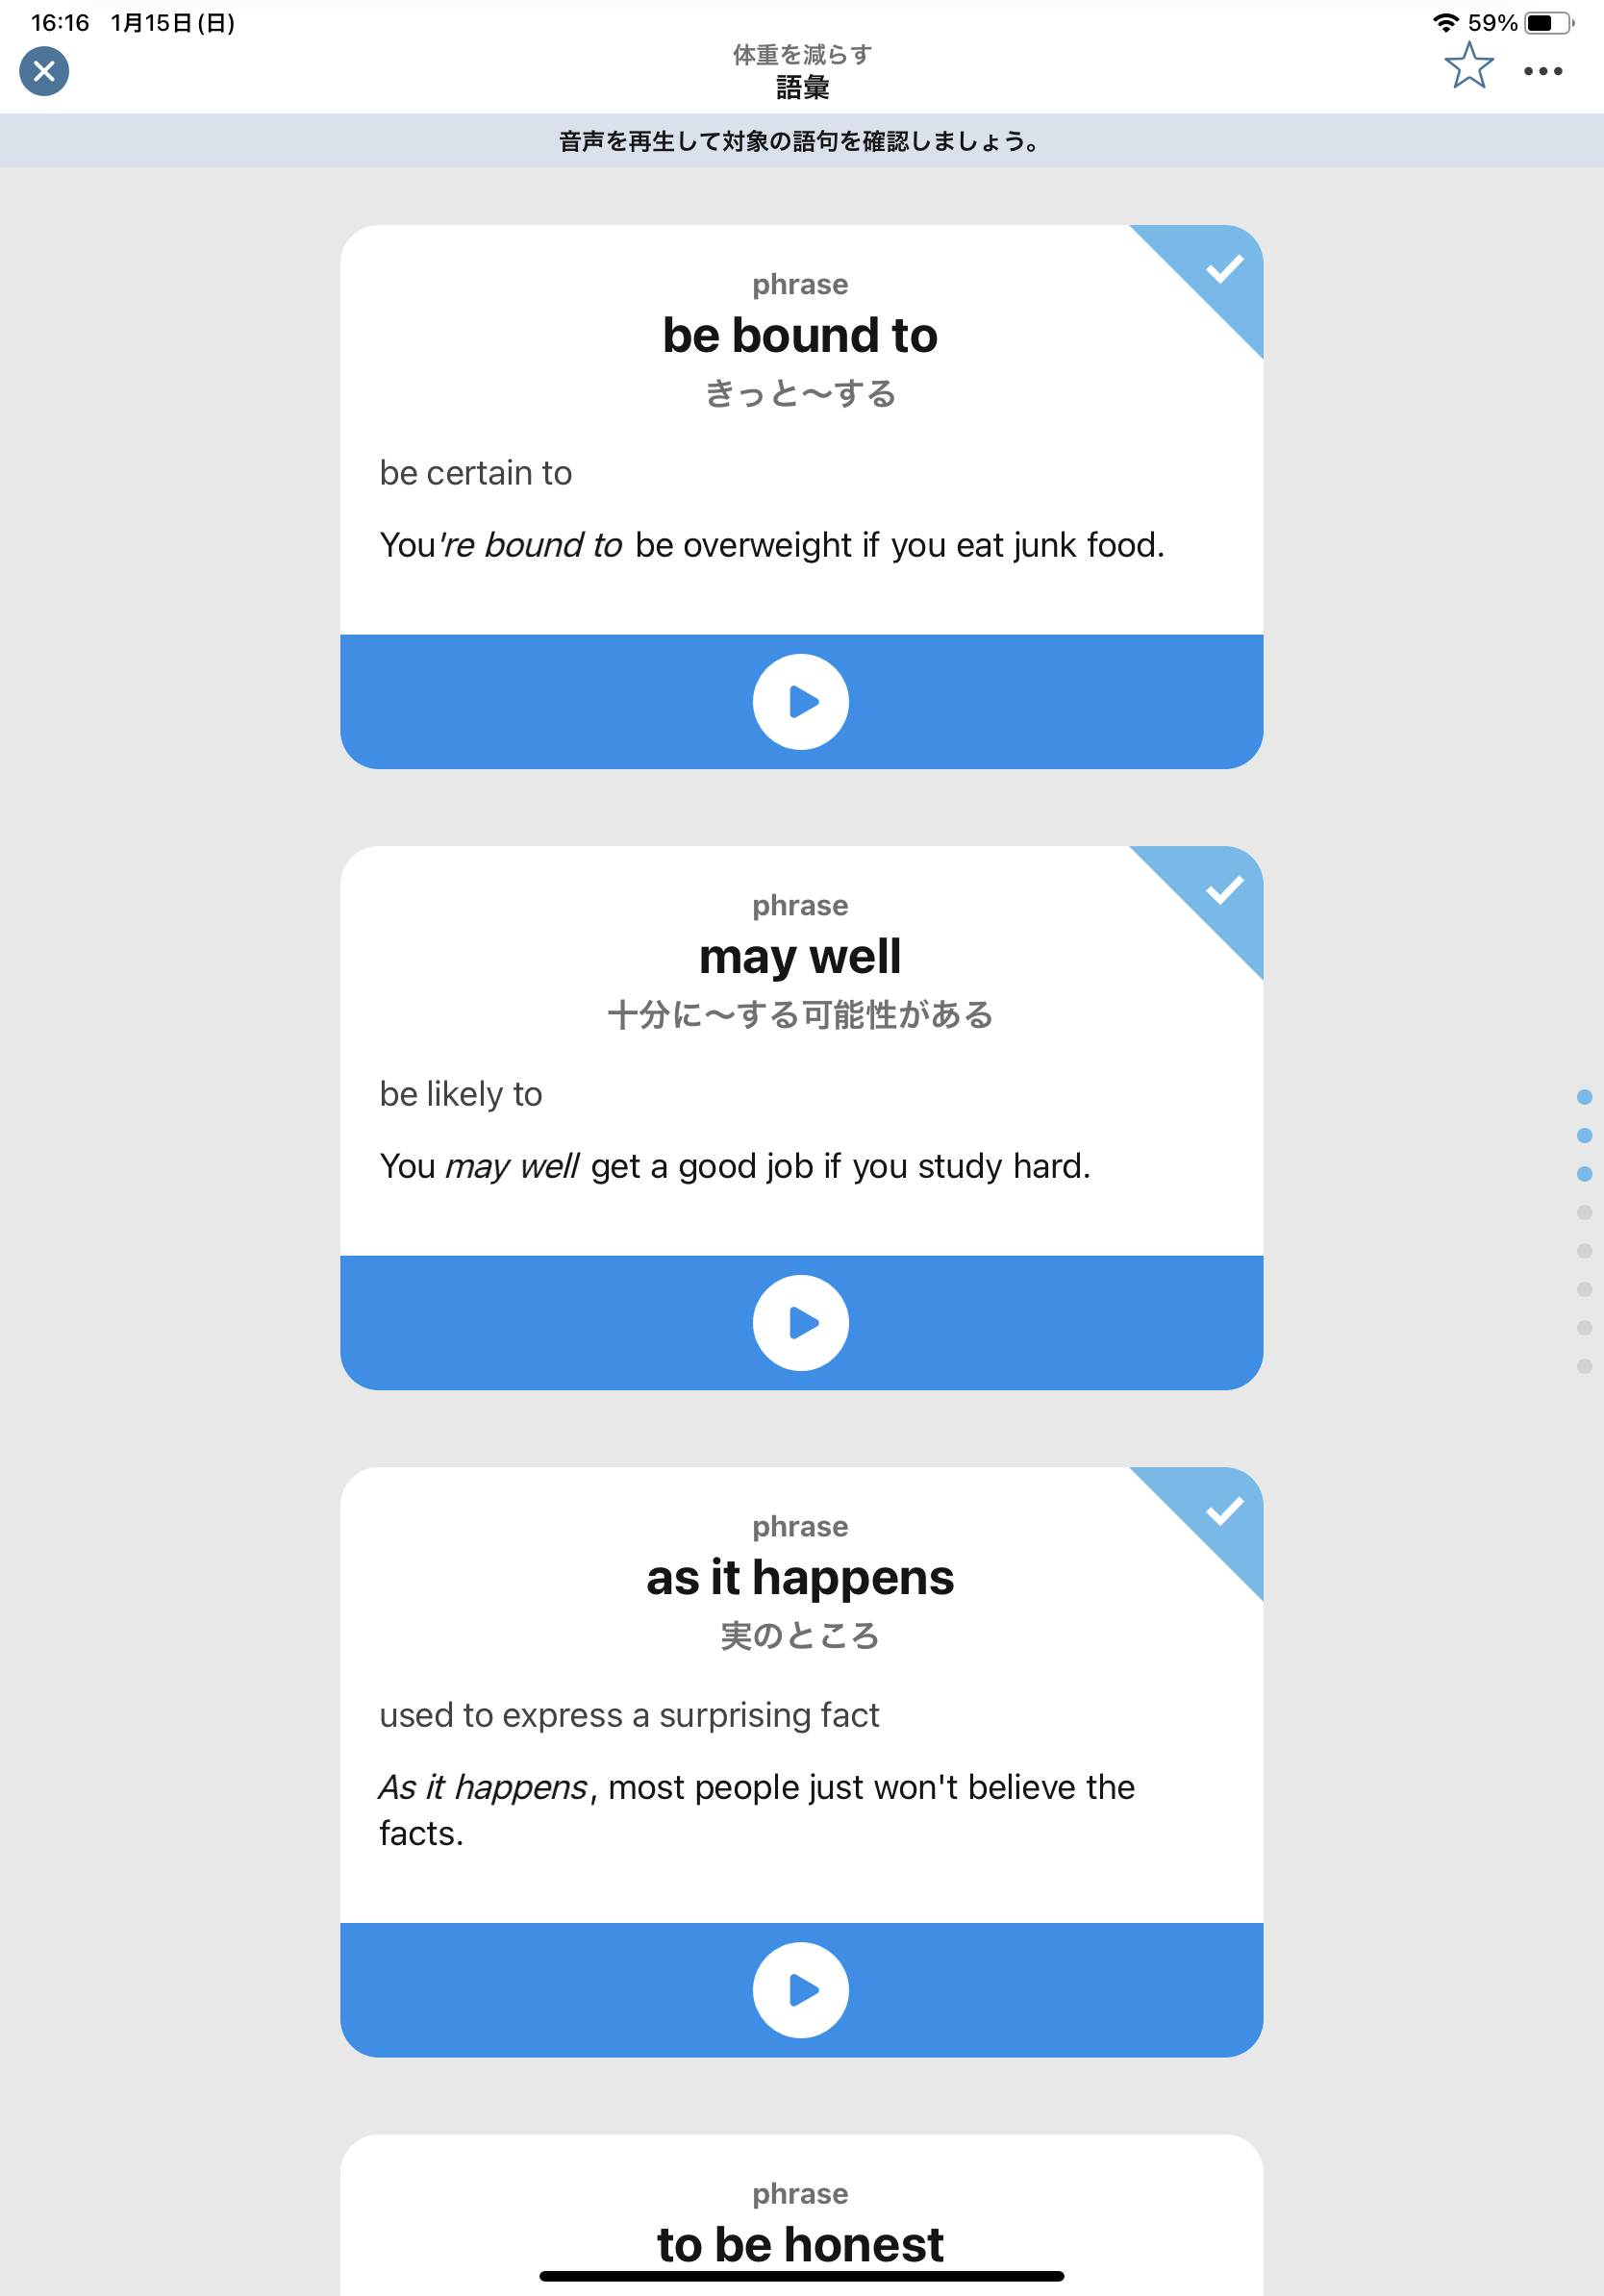 16:16 1月15日(日)
59%
体重を減らす
語彙
音声を再生して対象の語句を確認しましょう。
phrase
be bound to
きっと〜する
be certain to
You're bound to be overweight if you eat junk food.
phrase
may well
十分に〜する可能性がある
be likely to
You may well get a good job if you study hard.
phrase
as it happens
実のところ
used to express a surprising fact
As it happens, most people just won't believe the
facts.
phrase
to be honest